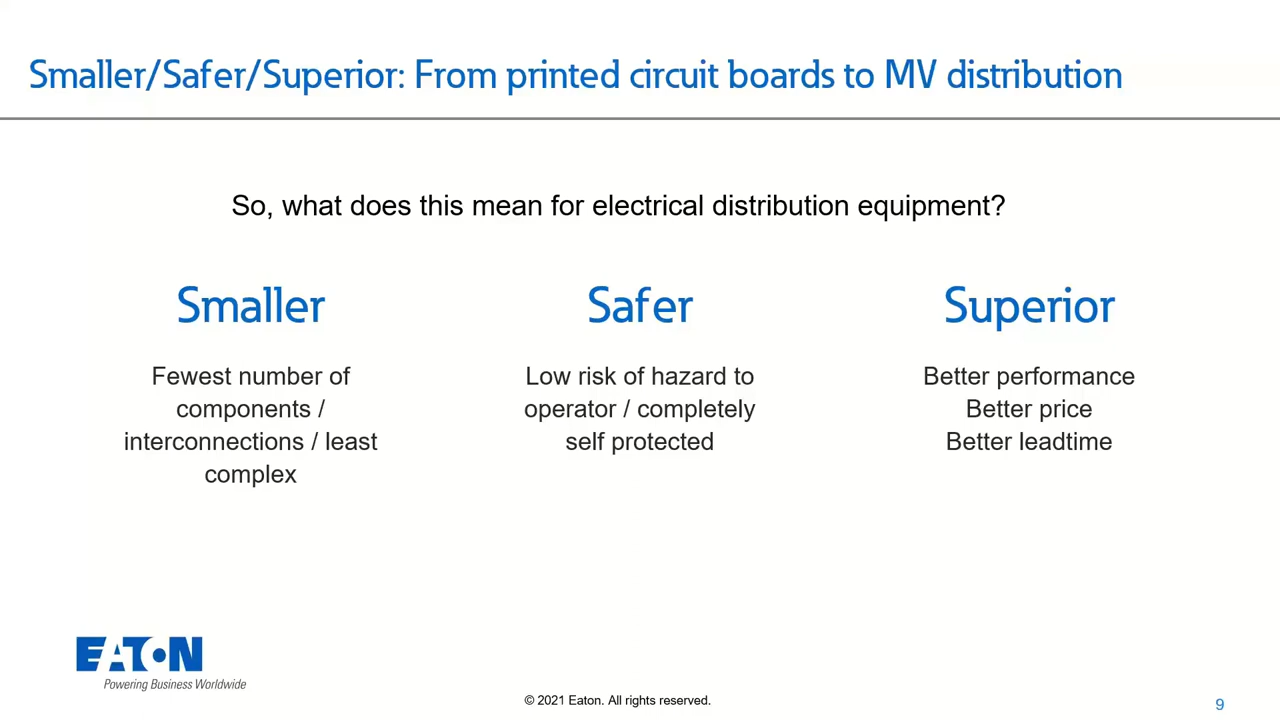 Smaller/Safer/Superior: From printed circuit boards to MV distribution
So, what does this mean for electrical distribution equipment?
Smaller
Fewest number of
components /
interconnections / least
complex
Safer
Low risk of hazard to
operator / completely
self protected
Superior
Better performance
Better price
Better leadtime
EATON
Powering Business Worldwide
© 2021 Eaton. All rights reserved.
9